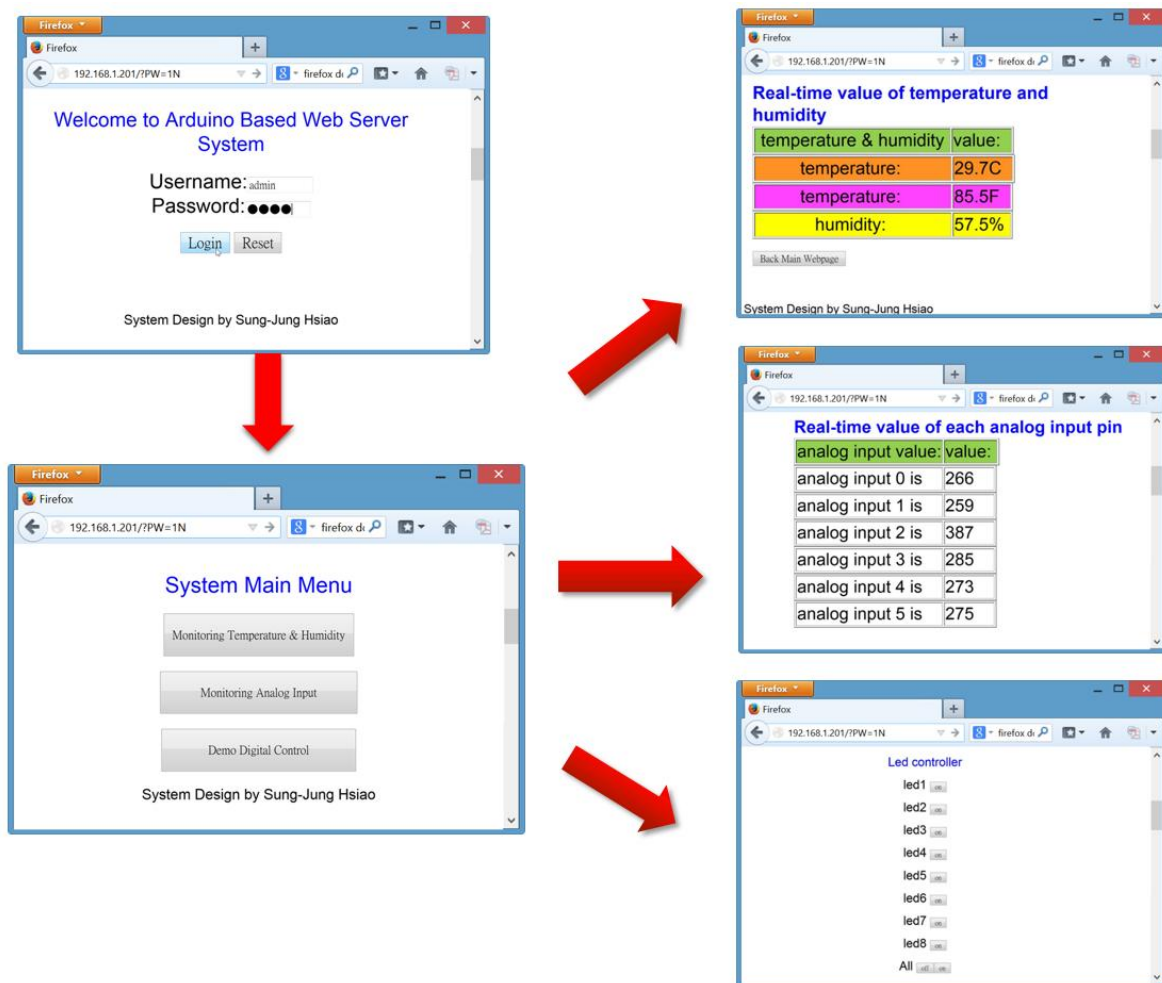 Firefox
Firefox
192.168.1.201/?PW=1N
firefox d
Welcome to Arduino Based Web Server
System
Username: admin
Password: ●●●●
Login Reset
System Design by Sung-Jung Hsiao
Firefox
Firefox
192.168.1.201/?PW=1N
firefox d
System Main Menu
Monitoring Temperature & Humidity
Monitoring Analog Input
Demo Digital Control
System Design by Sung-Jung Hsiao
Firefox
Firefox
192.168.1.201/?PW=1N
firefox d
Real-time value of temperature and
humidity
temperature & humidity value:
temperature: 29.7C
temperature: 85.5F
humidity: 57.5%
Back Main Webpage
System Design by Sung-Jung Hsiao
Firefox
Firefox
192.168.1.201/?PW=1N
firefox d
Real-time value of each analog input pin
analog input value: value:
analog input 0 is 266
analog input 1 is 259
analog input 2 is 387
analog input 3 is 285
analog input 4 is 273
analog input 5 is 275
Firefox
Firefox
192.168.1.201/?PW=1N
firefox d
Led controller
led1
led2
led3
led4
led5
led6
led7
led8
All